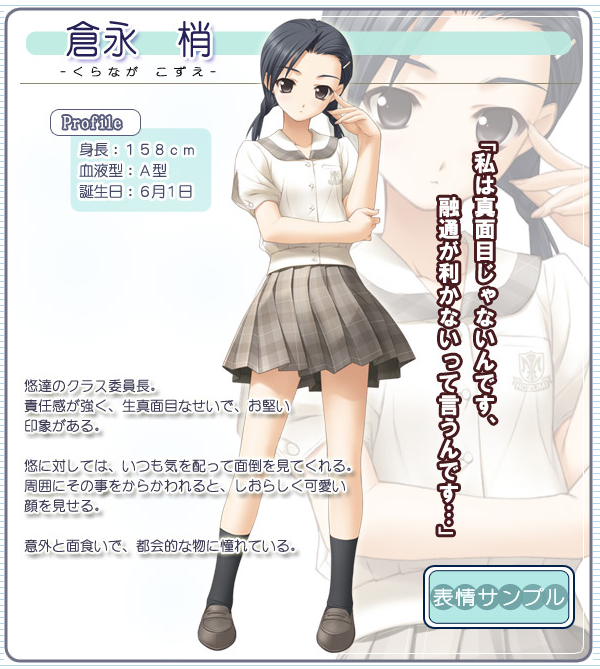 倉永 梢
-くらなが こずえ-
Profile
身長：１５８ｃｍ
血液型：Ａ型
誕生日：６月１日
「私は真面目じゃないんです、
融通が利かないって言うんです…」
悠達のクラス委員長。
責任感が強く、生真面目なせいで、お堅い
印象がある。
悠に対しては、いつも気を配って面倒を見てくれる。
周囲にその事をからかわれると、しおらしく可愛い
顔を見せる。
意外と面食いで、都会的な物に憧れている。
表情サンプル